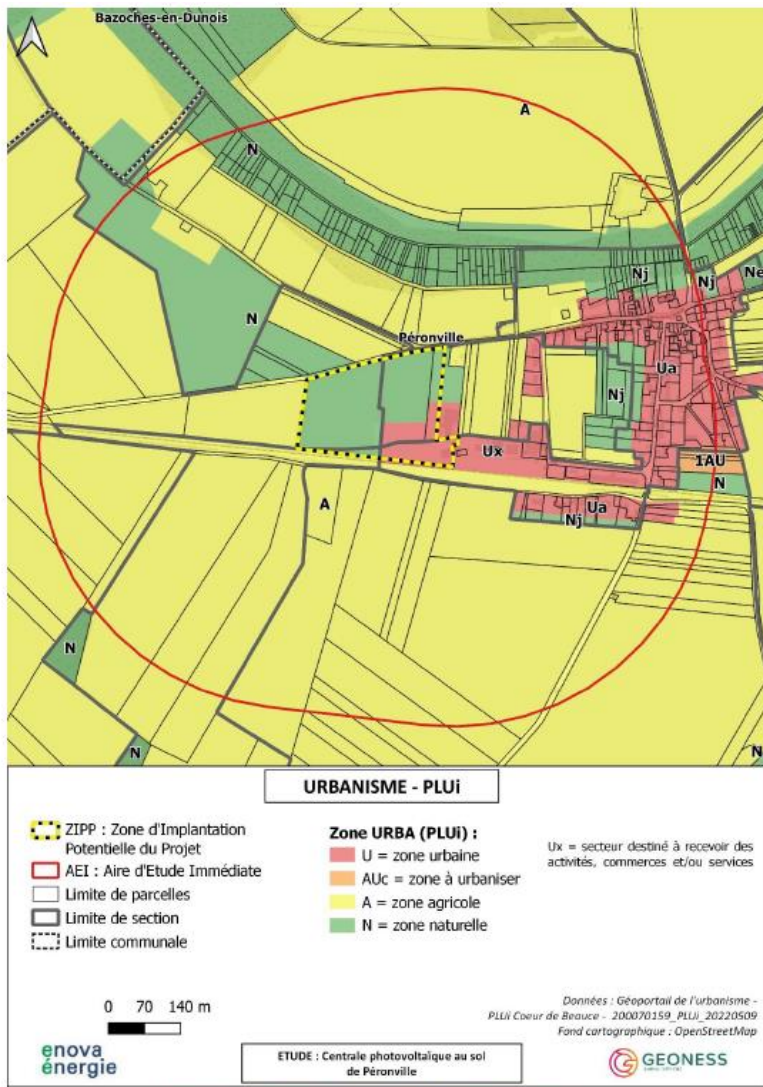 Bazoches-en-Dunois
A
N
Nj
Nj
Ne
N
Péronville
Ua
Nj
Ux
1AU
N
A
Ua
Nj
N
N
N
URBANISME - PLUi
ZIPP : Zone d'Implantation
Potentielle du Projet
AEI : Aire d'Etude Immédiate
Limite de parcelles
Limite de section
Limite communale
Zone URBA (PLUi) :
U = zone urbaine
AUc = zone à urbaniser
A = zone agricole
N = zone naturelle
Ux = secteur destiné à recevoir des
activités, commerces et/ou services
0 70 140 m
Données : Géoportail de l'urbanisme -
PLUi Coeur de Beauce - 200070159_PLUi_20220509
Fond cartographique : OpenStreetMap
enova
énergie
ETUDE : Centrale photovoltaïque au sol
de Péronville
GEONESS